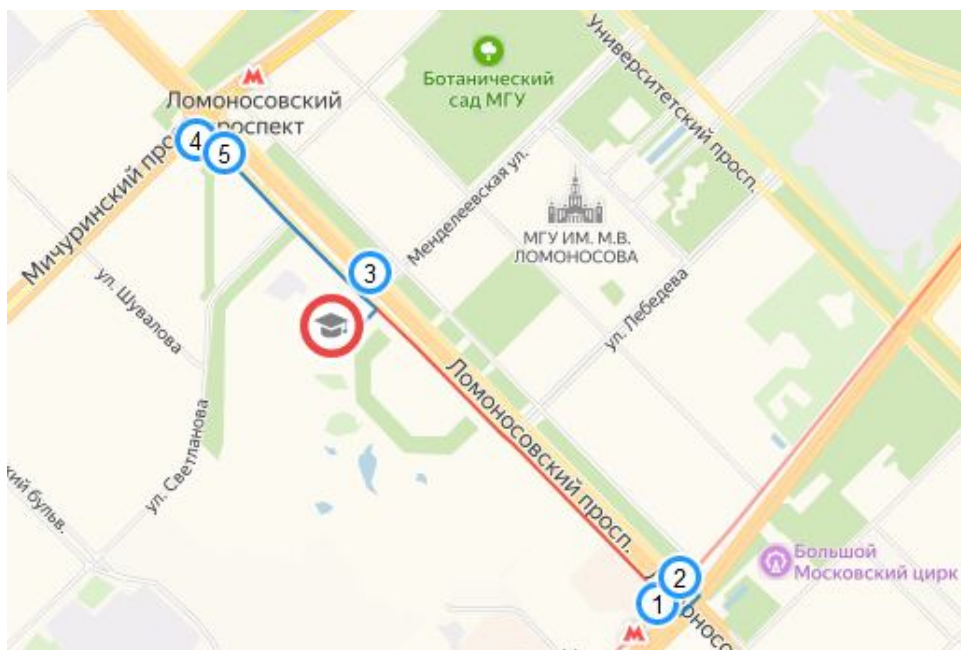 Ботанический
сад МГУ
Университетский просп.
Ломоносовский
проспект
4
5
Мичуринский
Менделеевская ул.
МГУ ИМ. М.В.
ЛОМОНОСОВА
3
ул. Шувалова
ул. Лебедева
Ломоносовский просп.
ул. Светланова
бульв.
2
1
Большой
Московский цирк